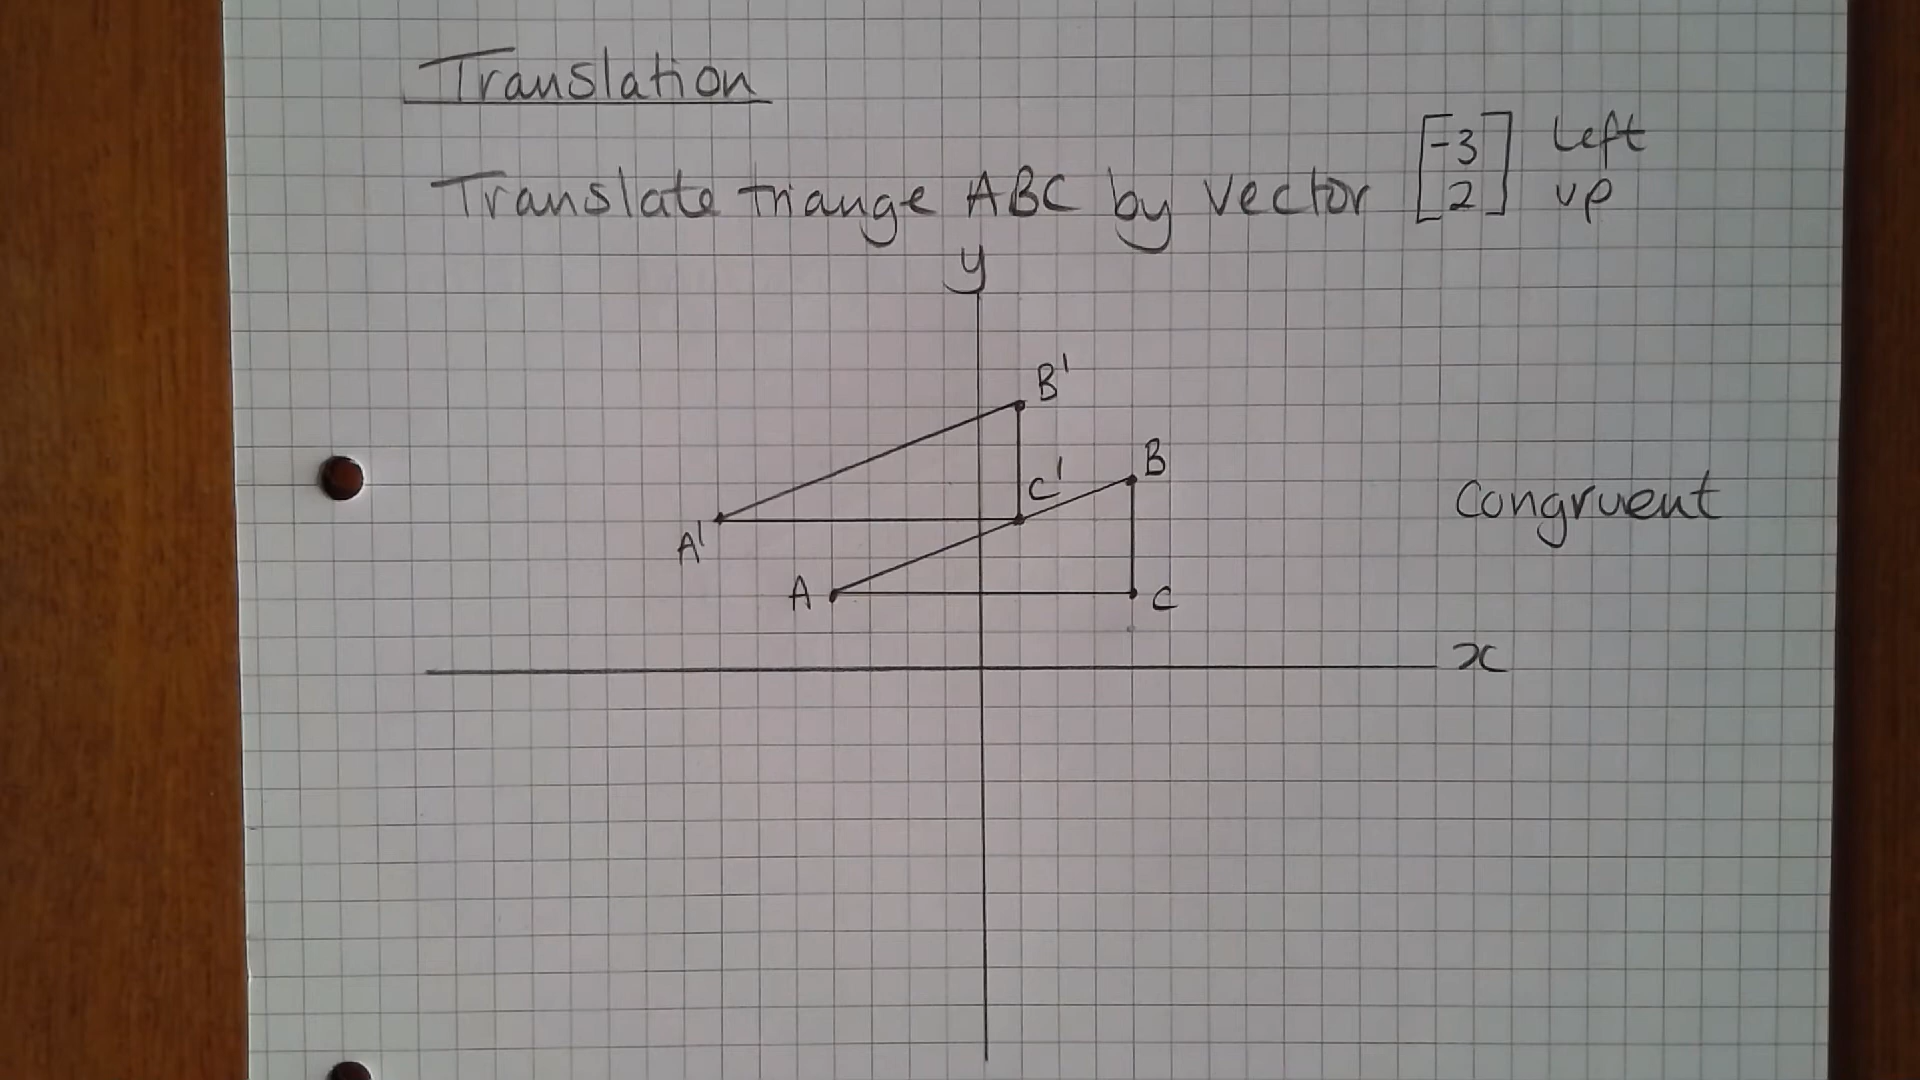 Translation
Translate triange ABC by vector [-3 2] left up
y
B'
B
C'
A'
congruent
A
C
x